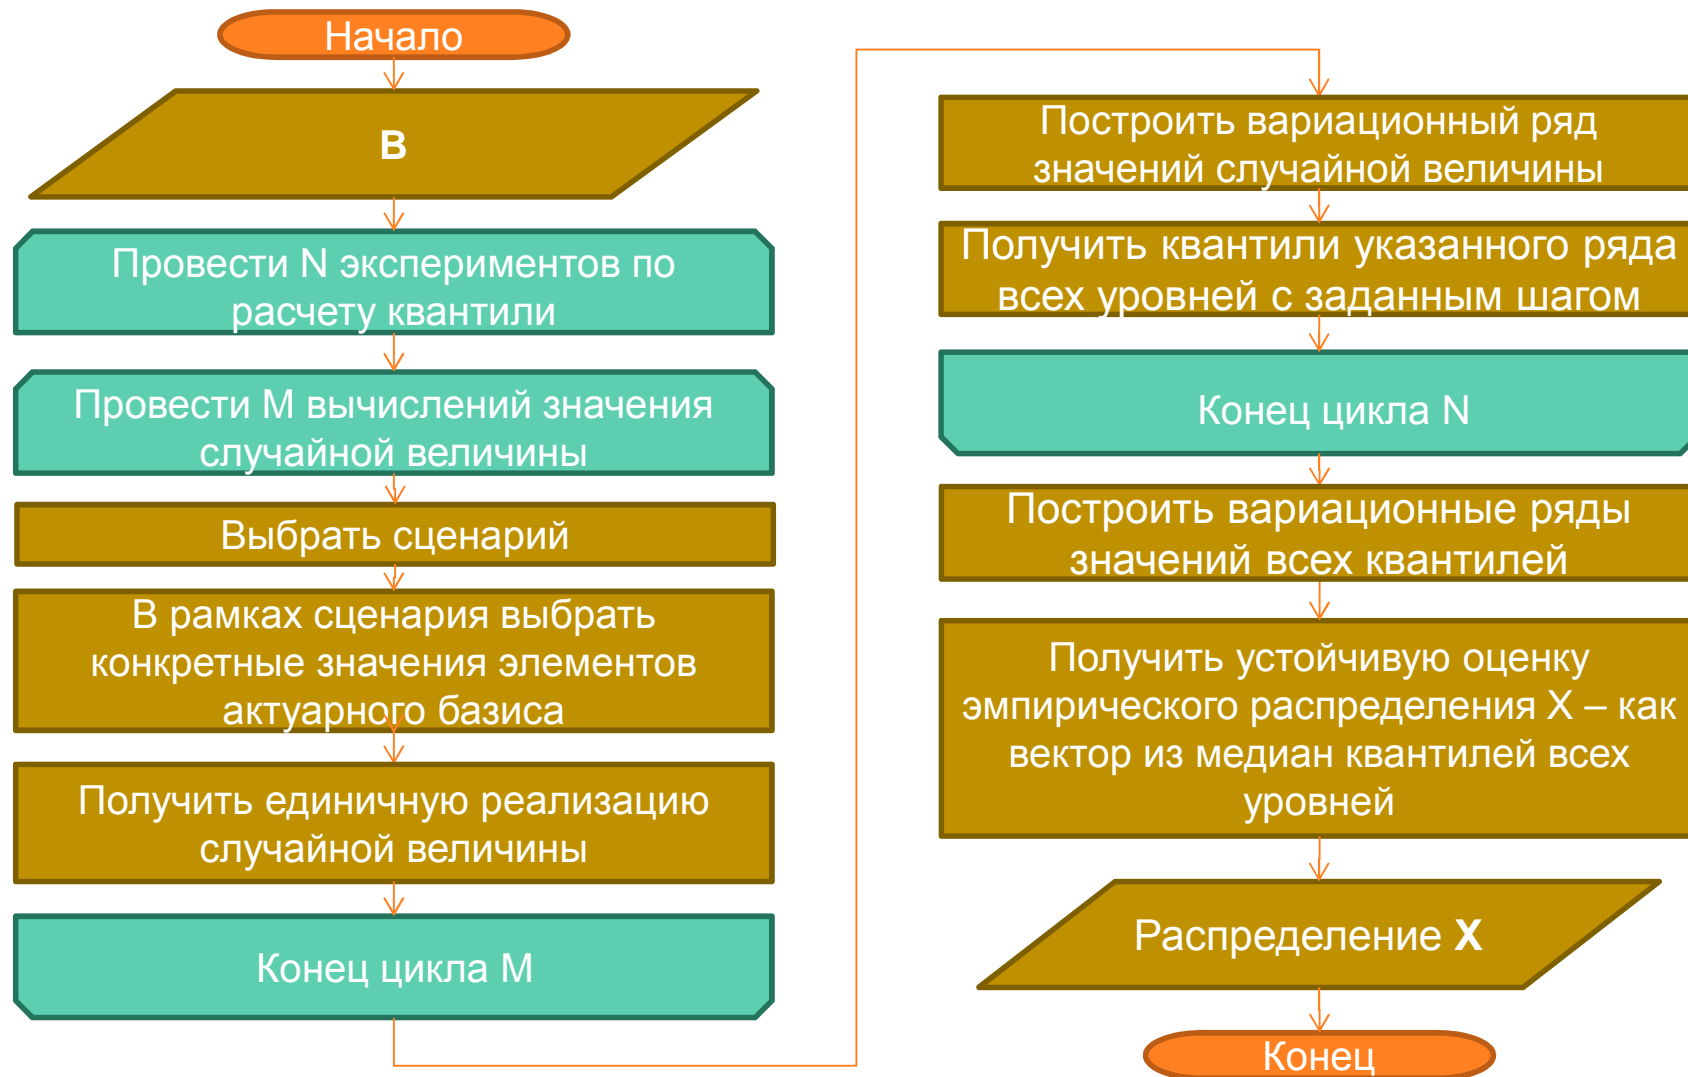 Начало
В
Провести N экспериментов по
расчету квантили
Провести М вычислений значения
случайной величины
Выбрать сценарий
В рамках сценария выбрать
конкретные значения элементов
актуарного базиса
Получить единичную реализацию
случайной величины
Конец цикла М
Построить вариационный ряд
значений случайной величины
Получить квантили указанного ряда
всех уровней с заданным шагом
Конец цикла N
Построить вариационные ряды
значений всех квантилей
Получить устойчивую оценку
эмпирического распределения Х – как
вектор из медиан квантилей всех
уровней
Распределение Х
Конец